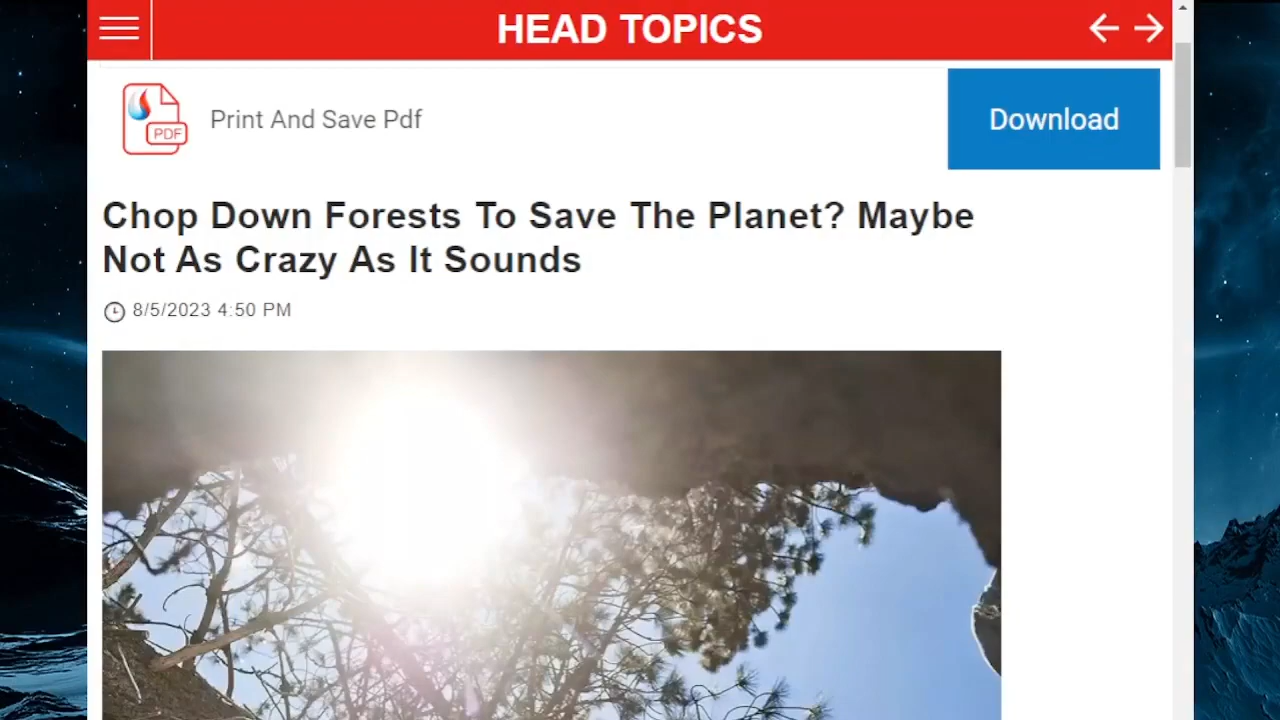 HEAD TOPICS
PDF
Print And Save Pdf
Download
Chop Down Forests To Save The Planet? Maybe
Not As Crazy As It Sounds
8/5/2023 4:50 PM